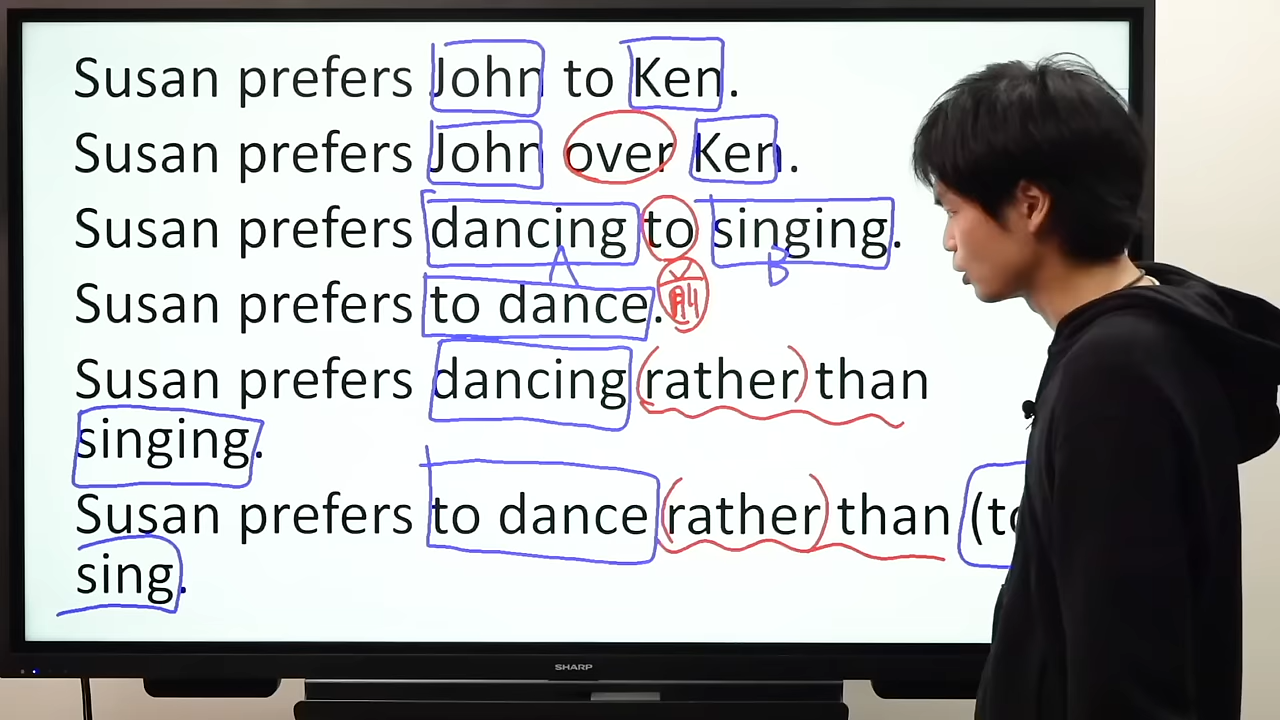 Susan prefers John to Ken.
Susan prefers John over Ken.
Susan prefers dancing to singing.
A B
前
Susan prefers to dance.
Susan prefers dancing (rather) than
singing.
Susan prefers to dance (rather) than (to
sing.
SHARP